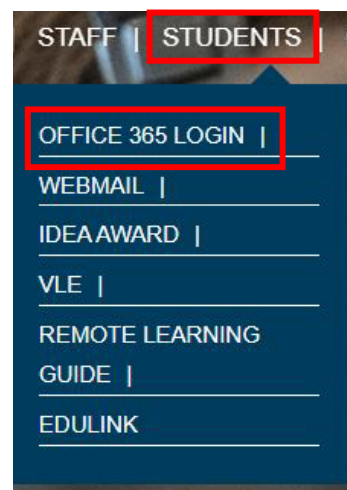 STAFF | STUDENTS |
OFFICE 365 LOGIN |
WEBMAIL |
IDEA AWARD |
VLE |
REMOTE LEARNING
GUIDE |
EDULINK